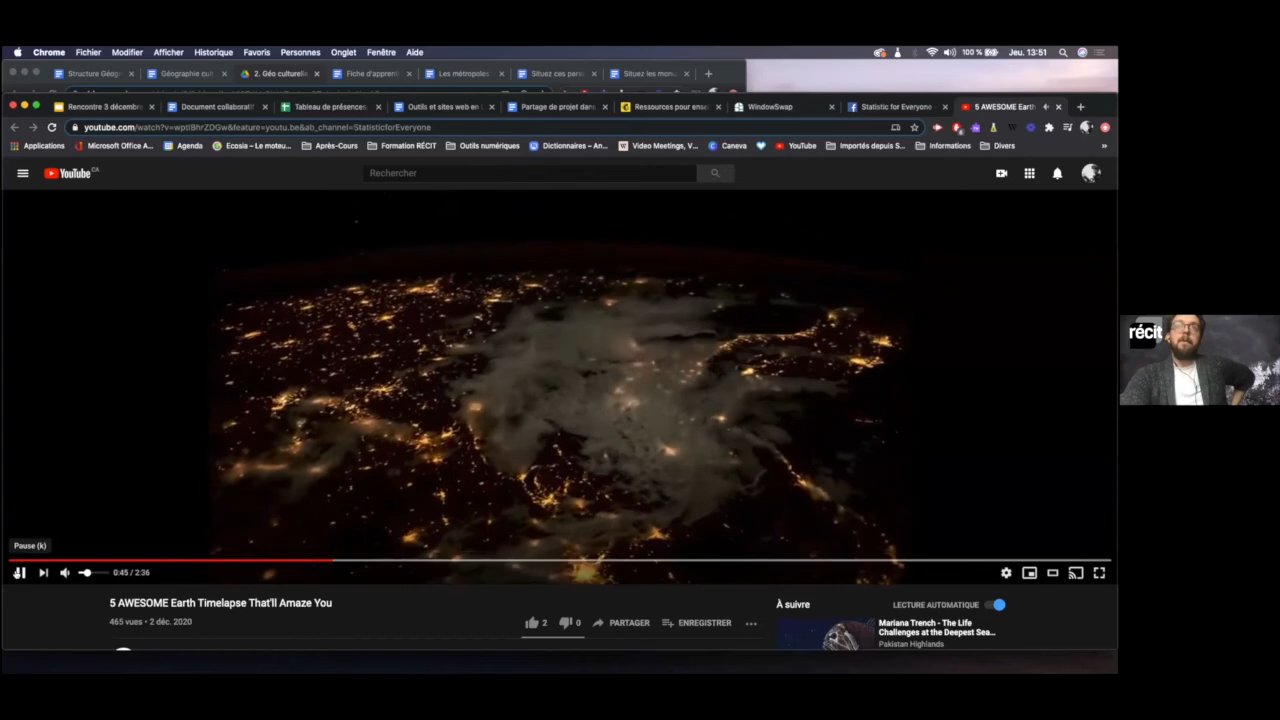 Chrome Fichier Modifier Afficher Historique Favoris Personnes Onglet Fenêtre Aide 100 % Jeu. 13:51
Structure Géogr Géographie cult 2. Géo culturelle Fiche d'apprent Les métropoles Situez ces pers Situez les monu
Rencontre 3 décembr Document collaboratif Tableau de présences, Outils et sites web en Partage de projet dans Ressources pour ense WindowSwap Statistic for Everyone 5 AWESOME Earth
youtube.com/watch?v=wptlBhrZDGw&feature=youtu.be&ab_channel=StatisticforEveryone
Applications Microsoft Office A... Agenda Ecosia - Le moteu... Après-Cours Formation RÉCIT Outils numériques Dictionnaires – An... Video Meetings, V... Caneva YouTube Importés depuis S... Informations Divers
YouTube CA Rechercher
récit
Pause (k)
0:45 / 2:36
5 AWESOME Earth Timelapse That'll Amaze You
465 vues • 2 déc. 2020
2 0 PARTAGER ENREGISTRER
À suivre LECTURE AUTOMATIQUE
Mariana Trench - The Life
Challenges at the Deepest Sea...
Pakistan Highlands